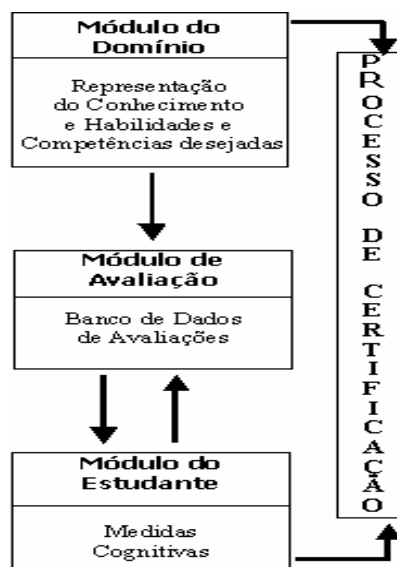 Módulo do
Domínio
Representação
do Conhecimento
e Habilidades e
Competências desejadas
Módulo de
Avaliação
Banco de Dados
de Avaliações
Módulo do
Estudante
Medidas
Cognitivas
PROCESSO DE CERTIFICAÇÃO